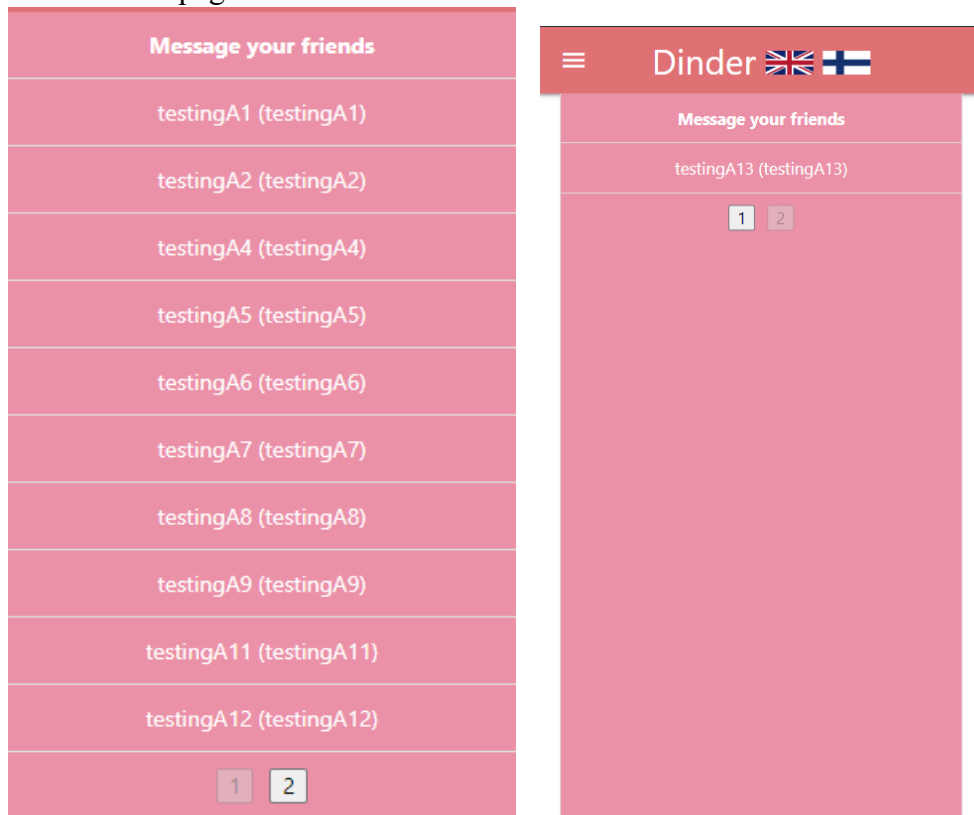 Message your friends
testingA1 (testingA1)
testingA2 (testingA2)
testingA4 (testingA4)
testingA5 (testingA5)
testingA6 (testingA6)
testingA7 (testingA7)
testingA8 (testingA8)
testingA9 (testingA9)
testingA11 (testingA11)
testingA12 (testingA12)
1 2
Dinder
Message your friends
testingA13 (testingA13)
1 2